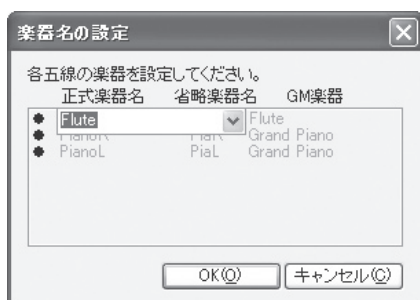 楽器名の設定
各五線の楽器を設定してください。
正式楽器名 省略楽器名 GM楽器
Flute Flute
PianoR PiaR Grand Piano
PianoL PiaL Grand Piano
OK(O) キャンセル(C)